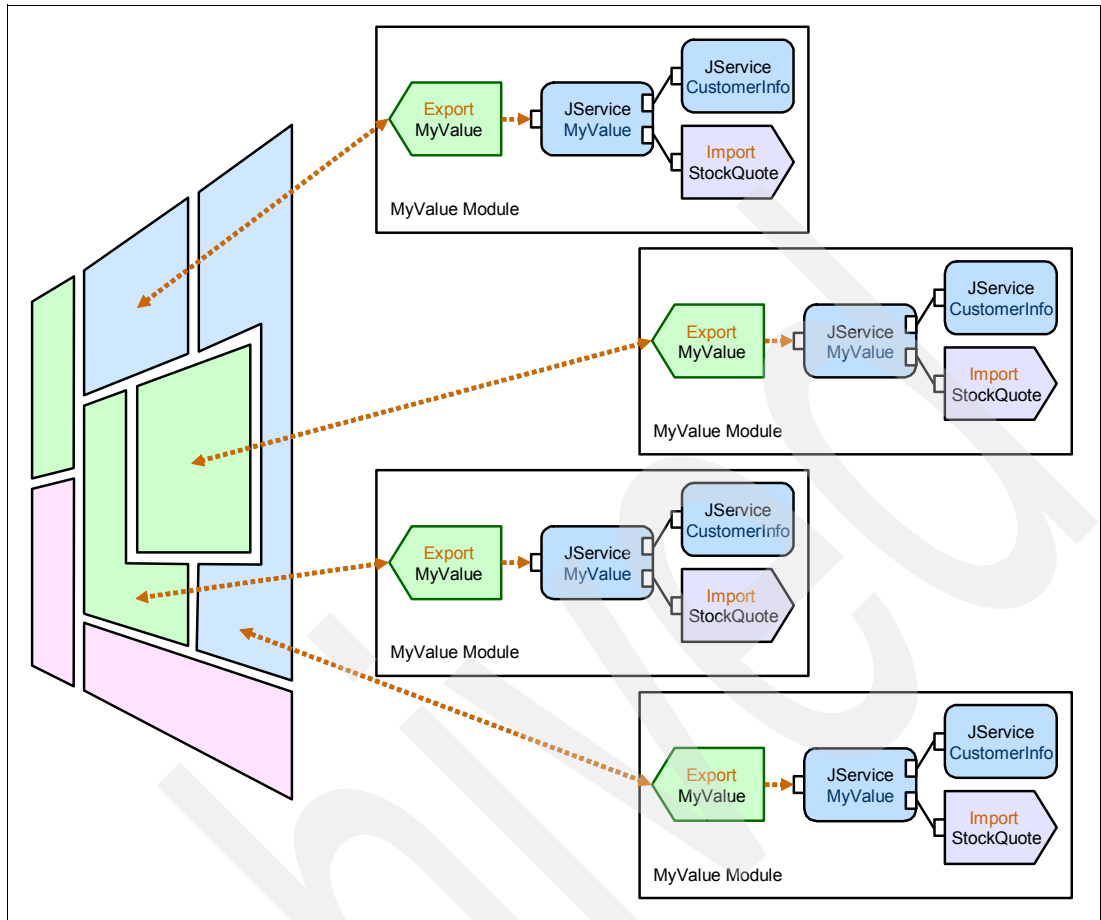 JService
CustomerInfo
Export
MyValue
JService
MyValue
Import
StockQuote
MyValue Module
JService
CustomerInfo
Export
MyValue
JService
MyValue
Import
StockQuote
MyValue Module
JService
CustomerInfo
Export
MyValue
JService
MyValue
Import
StockQuote
MyValue Module
JService
CustomerInfo
Export
MyValue
JService
MyValue
Import
StockQuote
MyValue Module